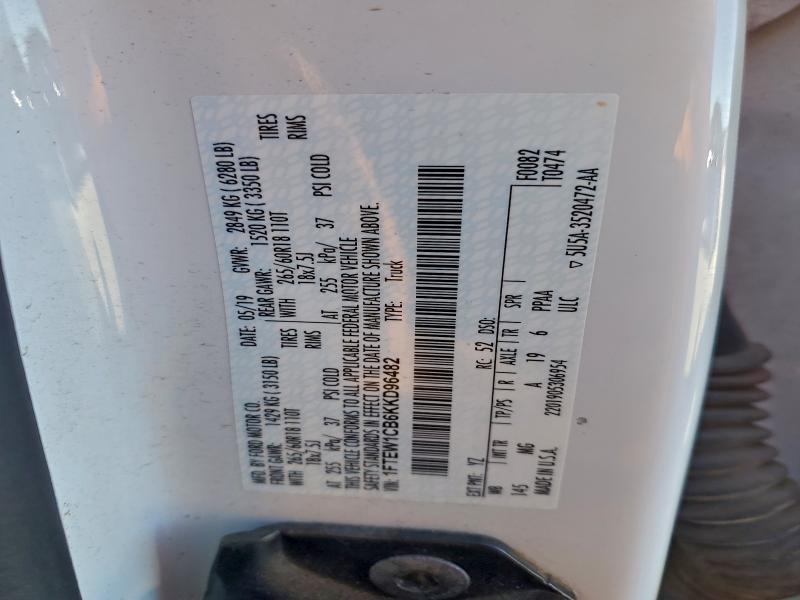 MFD. BY FORD MOTOR CO.
DATE: 05/19 GVWR: 2849 KG ( 6280 LB)
FRONT GAWR: 1429 KG (3150 LB) REAR GAWR: 1520 KG ( 3350 LB)
WITH 265/60R18 110T TIRES WITH 265/60R18 110T TIRES
18x7.5J RIMS 18x7.5J RIMS
AT 255 kPa/ 37 PSI COLD AT 255 kPa/ 37 PSI COLD
THIS VEHICLE CONFORMS TO ALL APPLICABLE FEDERAL MOTOR VEHICLE
SAFETY STANDARDS IN EFFECT ON THE DATE OF MANUFACTURE SHOWN ABOVE.
VIN: 1FTEW1CB6KKD96482 TYPE: Truck
EXT PNT: YZ RC: 52 DSO: F0082
WB INT TR TP/PS R AXLE TR SPR T0474
145 MG A 19 6 PPAA
MADE IN U.S.A. 2201905306954 ULC
▽ 5U5A-3520472-AA